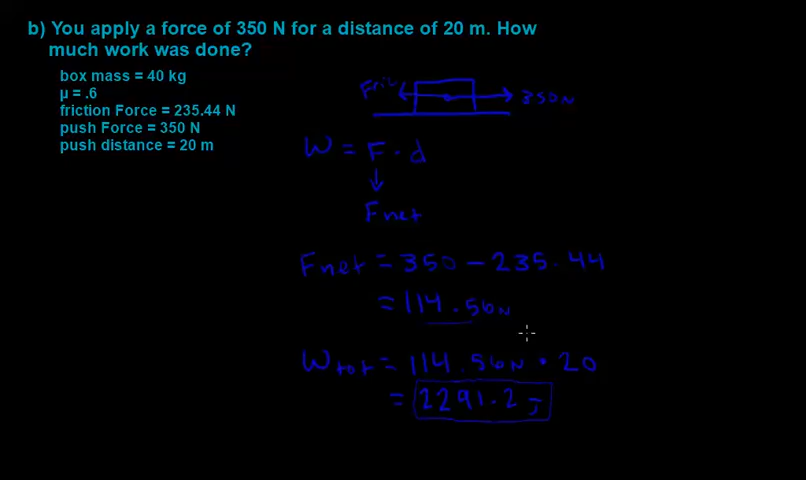 b) You apply a force of 350 N for a distance of 20 m. How
much work was done?
box mass = 40 kg
μ = .6
friction Force = 235.44 N
push Force = 350 N
push distance = 20 m
Fric
350N
W = F · d
↓
Fnet
Fnet = 350 - 235.44
= 114.56N
Wtot = 114.56N · 20
= 2291.2 J